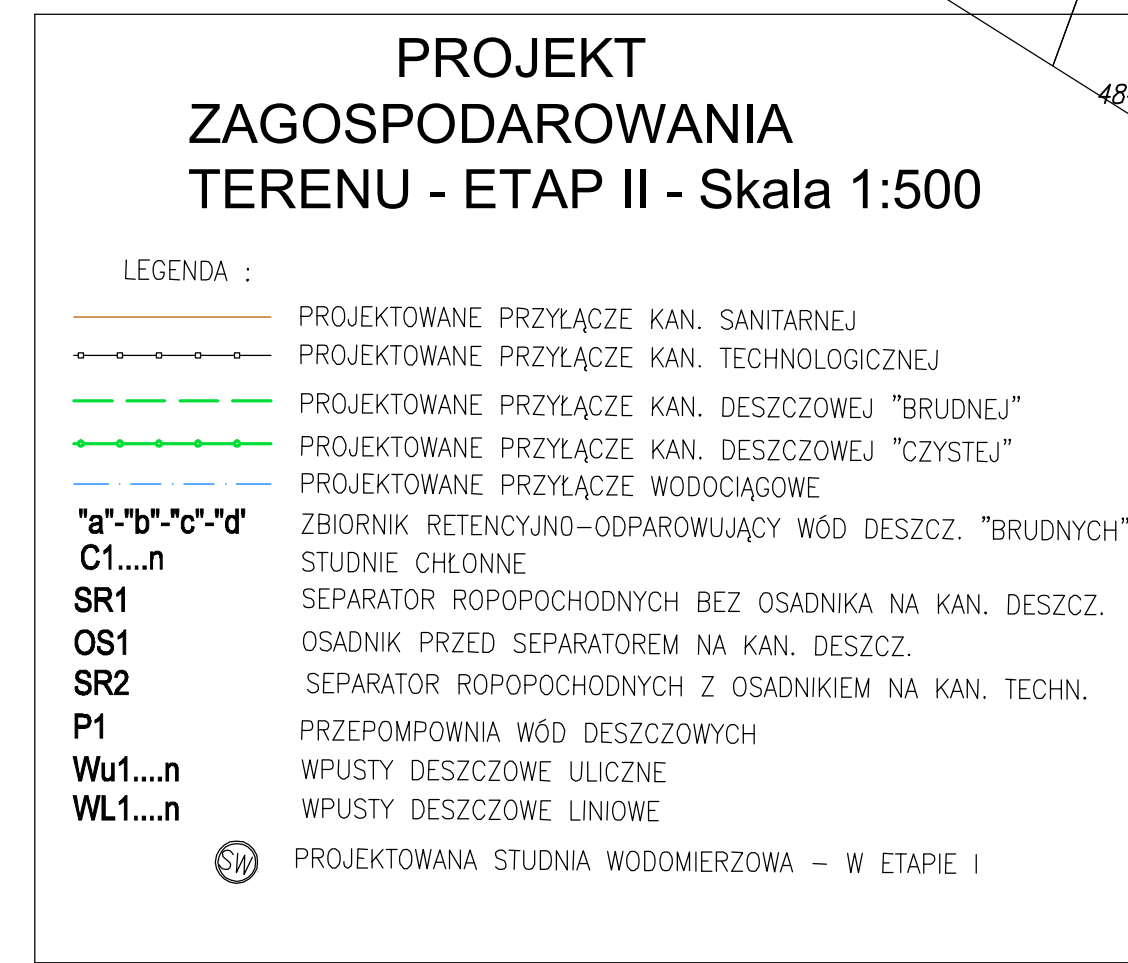 PROJEKT
ZAGOSPODAROWANIA
TERENU - ETAP II - Skala 1:500
48-
LEGENDA :
PROJEKTOWANE PRZYŁĄCZE KAN. SANITARNEJ
PROJEKTOWANE PRZYŁĄCZE KAN. TECHNOLOGICZNEJ
PROJEKTOWANE PRZYŁĄCZE KAN. DESZCZOWEJ "BRUDNEJ"
PROJEKTOWANE PRZYŁĄCZE KAN. DESZCZOWEJ "CZYSTEJ"
PROJEKTOWANE PRZYŁĄCZE WODOCIĄGOWE
"a"-"b"-"c"-"d' ZBIORNIK RETENCYJNO-ODPAROWUJĄCY WÓD DESZCZ. "BRUDNYCH"
C1....n STUDNIE CHŁONNE
SR1 SEPARATOR ROPOPOCHODNYCH BEZ OSADNIKA NA KAN. DESZCZ.
OS1 OSADNIK PRZED SEPARATOREM NA KAN. DESZCZ.
SR2 SEPARATOR ROPOPOCHODNYCH Z OSADNIKIEM NA KAN. TECHN.
P1 PRZEPOMPOWNIA WÓD DESZCZOWYCH
Wu1....n WPUSTY DESZCZOWE ULICZNE
WL1....n WPUSTY DESZCZOWE LINIOWE
SW PROJEKTOWANA STUDNIA WODOMIERZOWA – W ETAPIE I